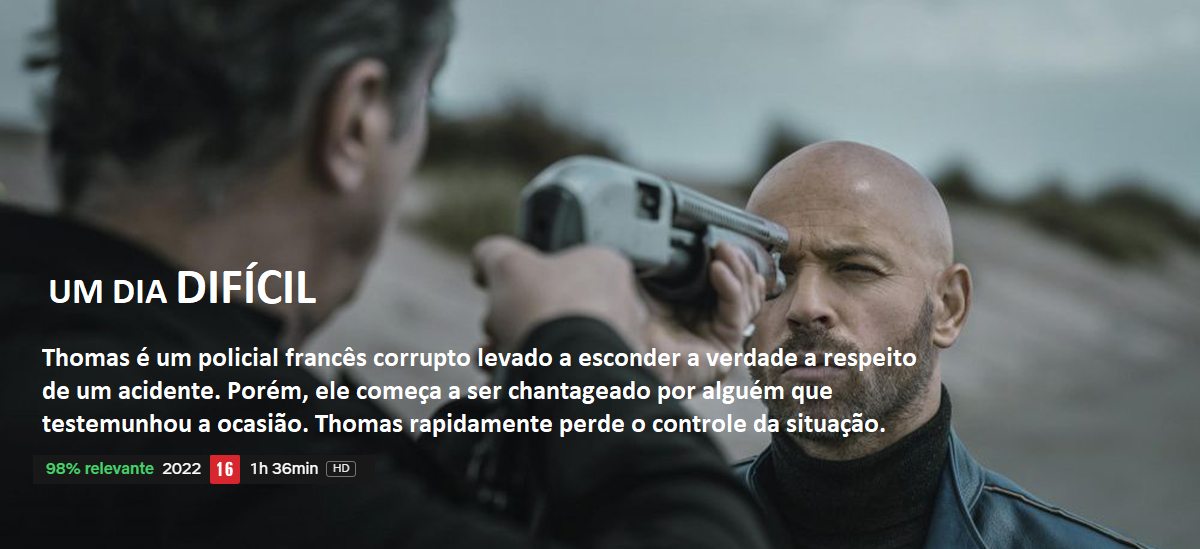 UM DIA DIFÍCIL
Thomas é um policial francês corrupto levado a esconder a verdade a respeito
de um acidente. Porém, ele começa a ser chantageado por alguém que
testemunhou a ocasião. Thomas rapidamente perde o controle da situação.
98% relevante 2022 16 1h 36min HD